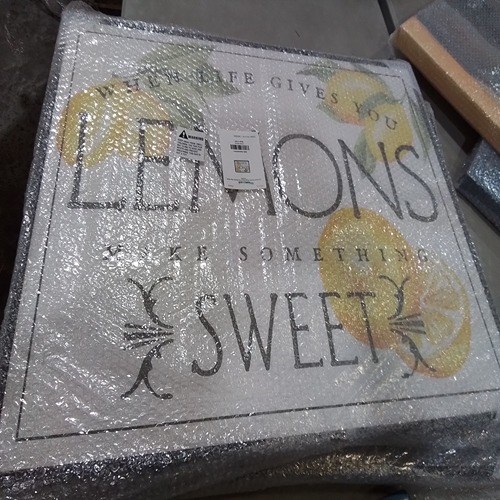 WHEN LIFE GIVES YOU
LEMONS
MAKE SOMETHING
SWEET